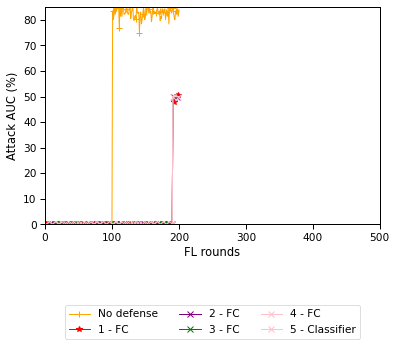 Attack AUC (%)
80
70
60
50
40
30
20
10
0
0 100 200 300 400 500
FL rounds
No defense 2 - FC 4 - FC
1 - FC 3 - FC 5 - Classifier